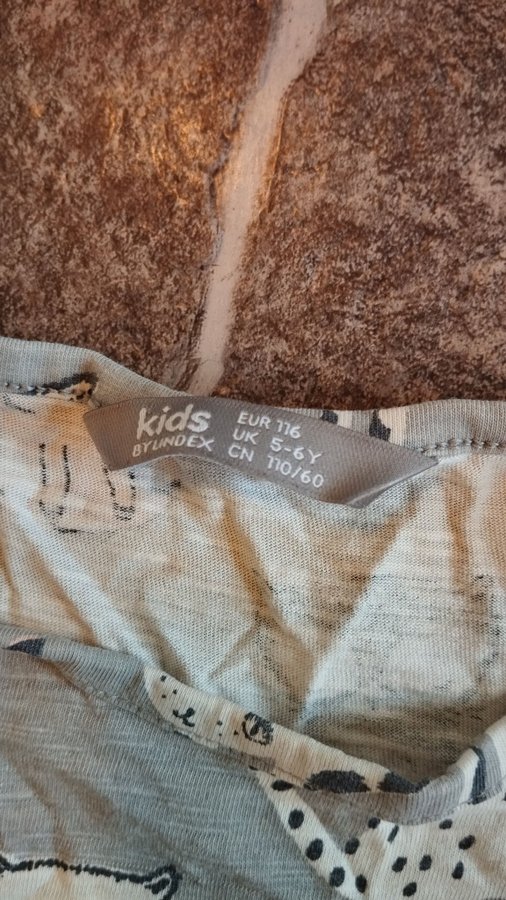 kids
BY LINDEX
EUR 116
UK 5-6Y
CN 110/60